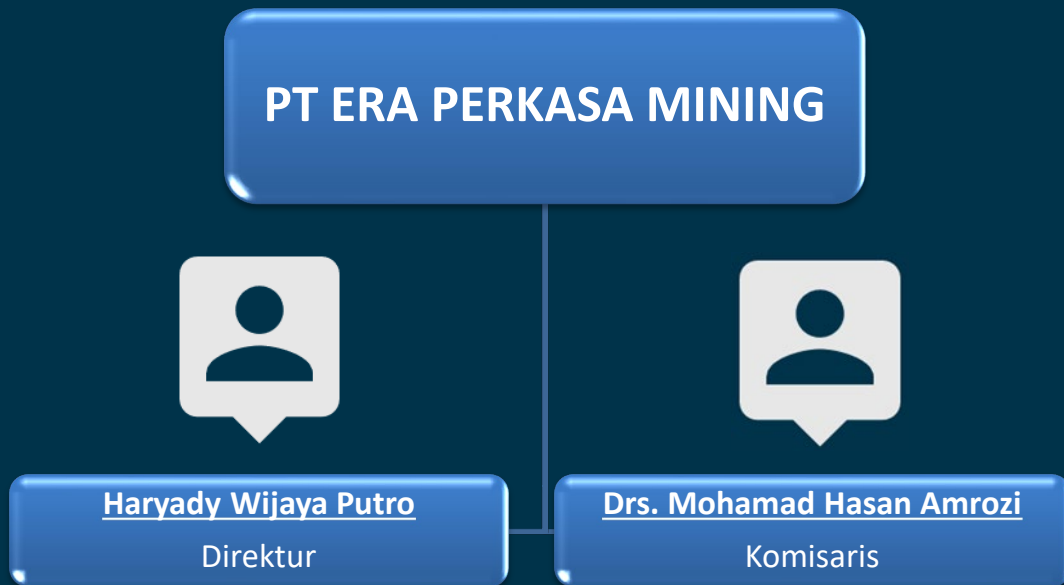 PT ERA PERKASA MINING
Haryady Wijaya Putro
Direktur
Drs. Mohamad Hasan Amrozi
Komisaris